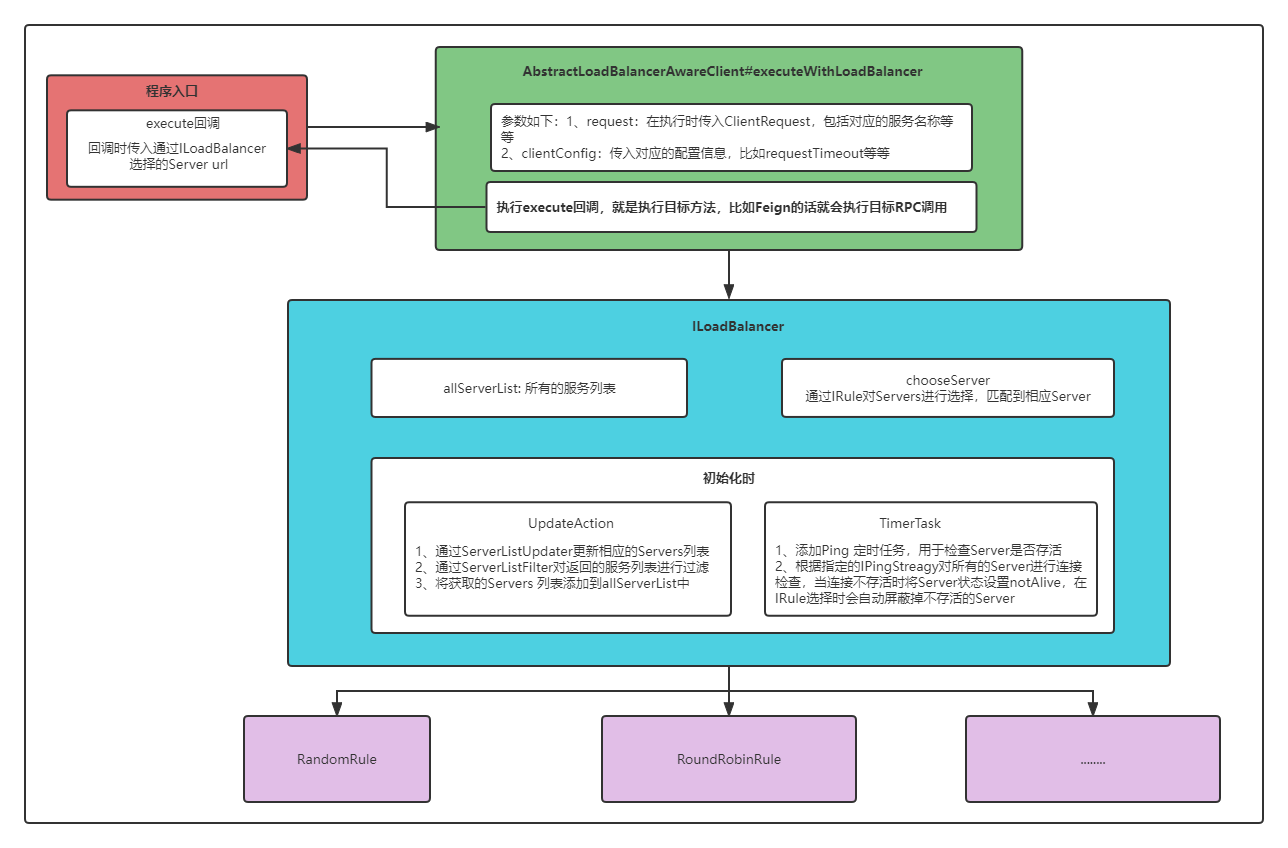 程序入口
execute回调
回调时传入通过ILoadBalancer
选择的Server url
AbstractLoadBalancerAwareClient#executeWithLoadBalancer
参数如下：1、request：在执行时传入ClientRequest，包括对应的服务名称等
等
2、clientConfig：传入对应的配置信息，比如requestTimeout等等
执行execute回调，就是执行目标方法，比如Feign的话就会执行目标RPC调用
ILoadBalancer
allServerList: 所有的服务列表
chooseServer
通过IRule对Servers进行选择，匹配到相应Server
初始化时
UpdateAction
1、通过ServerListUpdater更新相应的Servers列表
2、通过ServerListFilter对返回的服务列表进行过滤
3、将获取的Servers 列表添加到allServerList中
TimerTask
1、添加Ping 定时任务，用于检查Server是否存活
2、根据指定的IPingStreagy对所有的Server进行连接
检查，当连接不存活时将Server状态设置notAlive，在
IRule选择时会自动屏蔽掉不存活的Server
RandomRule
RoundRobinRule
........